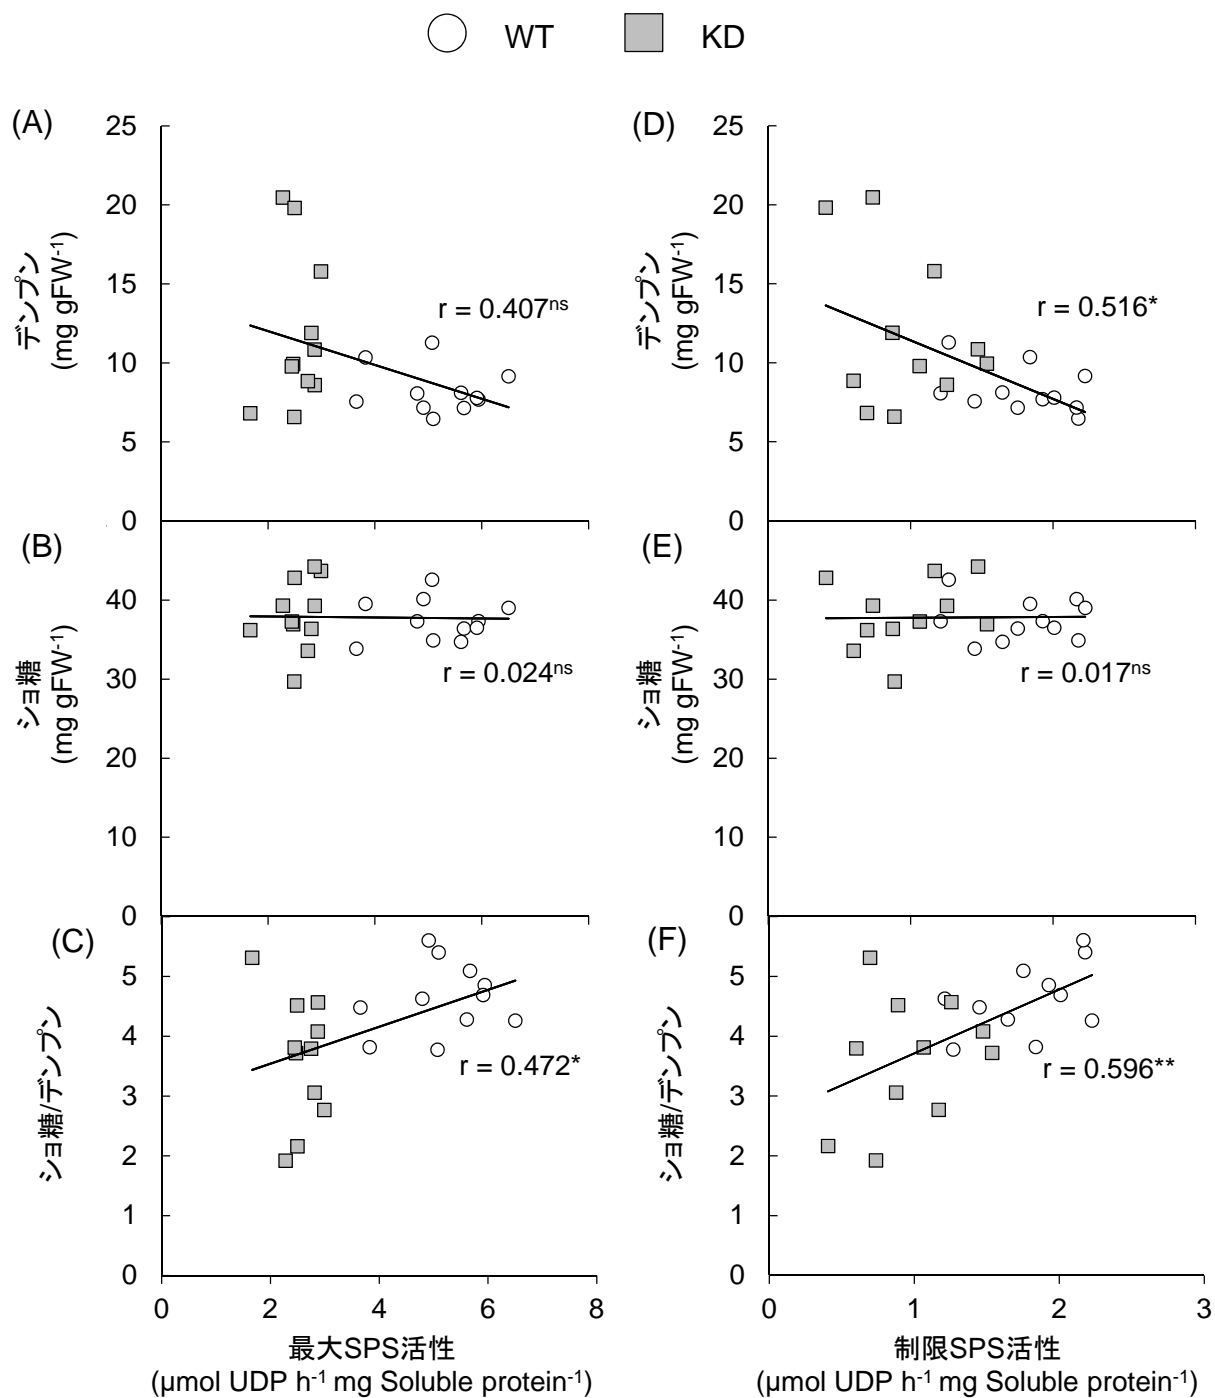 WT KD
(A)
25
20
15
10
5
0
デンプン
(mg gFW-1)
r = 0.407ns
(D)
25
20
15
10
5
0
デンプン
(mg gFW-1)
r = 0.516*
(B)
40
30
20
10
0
ショ糖
(mg gFW-1)
r = 0.024ns
(E)
40
30
20
10
0
ショ糖
(mg gFW-1)
r = 0.017ns
(C)
5
4
3
2
1
0
ショ糖/デンプン
r = 0.472*
0 2 4 6 8
最大SPS活性
(μmol UDP h-1 mg Soluble protein-1)
(F)
5
4
3
2
1
0
ショ糖/デンプン
r = 0.596**
0 1 2 3
制限SPS活性
(μmol UDP h-1 mg Soluble protein-1)